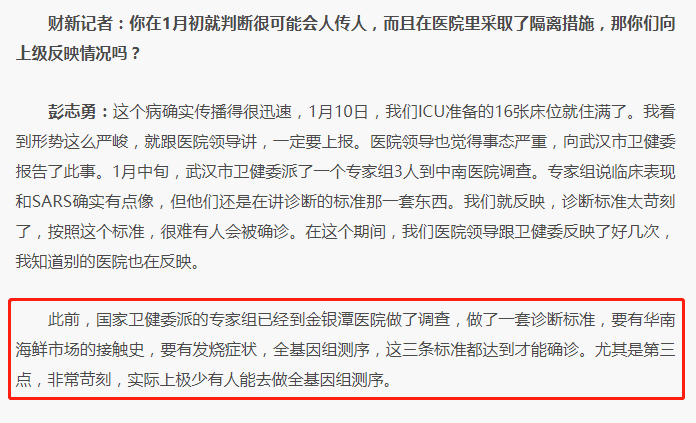 财新记者：你在1月初就判断很可能会人传人，而且在医院里采取了隔离措施，那你们向
上级反映情况吗？
彭志勇：这个病确实传播得很迅速，1月10日，我们ICU准备的16张床位就住满了。我看
到形势这么严峻，就跟医院领导讲，一定要上报。医院领导也觉得事态严重，向武汉市卫健委
报告了此事。1月中旬，武汉市卫健委派了一个专家组3人到中南医院调查。专家组说临床表现
和SARS确实有点像，但他们还是在讲诊断的标准那一套东西。我们就反映，诊断标准太苛刻
了，按照这个标准，很难有人会被确诊。在这个期间，我们医院领导跟卫健委反映了好几次，
我知道别的医院也在反映。
此前，国家卫健委派的专家组已经到金银潭医院做了调查，做了一套诊断标准，要有华南
海鲜市场的接触史，要有发烧症状，全基因组测序，这三条标准都达到才能确诊。尤其是第三
点，非常苛刻，实际上极少有人能去做全基因组测序。